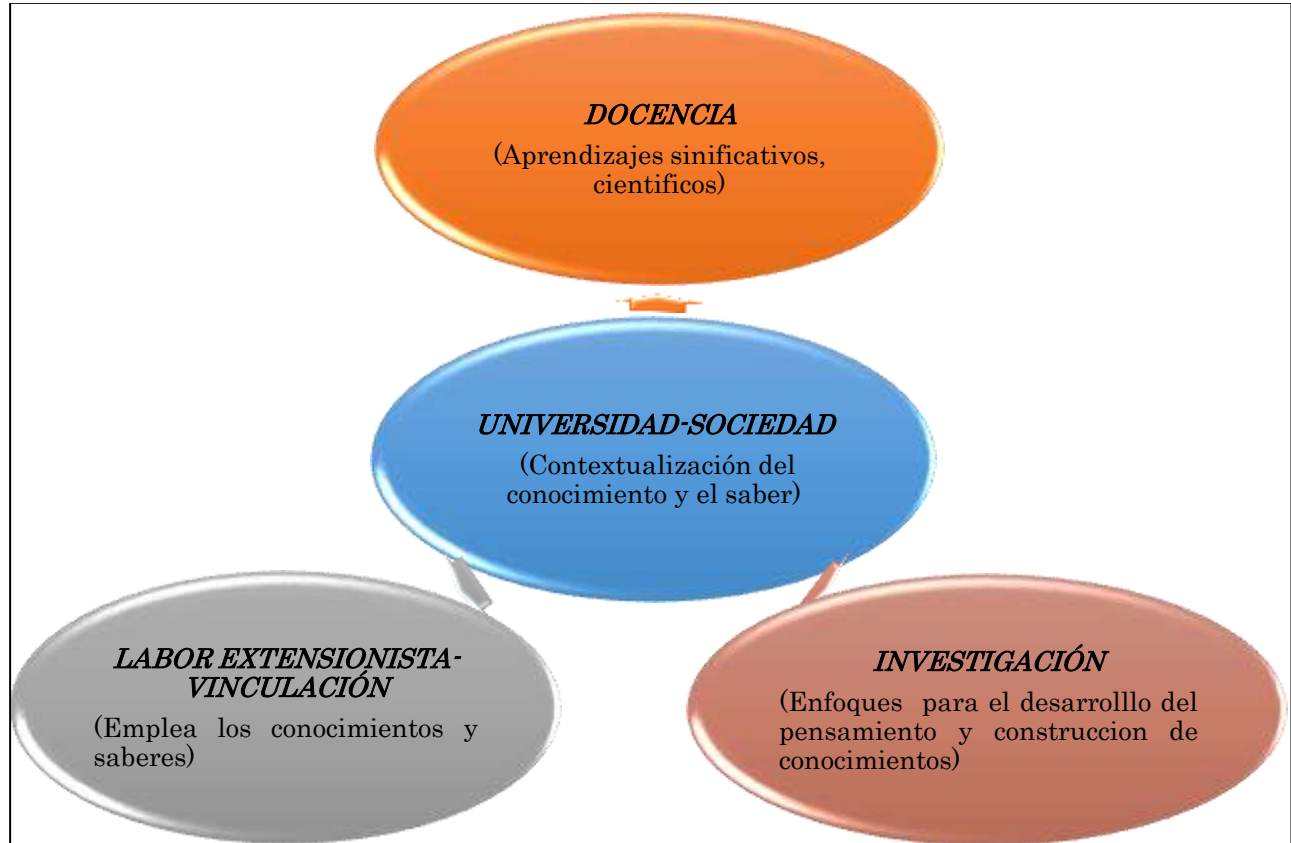 DOCENCIA
(Aprendizajes sinificativos,
cientificos)
UNIVERSIDAD-SOCIEDAD
(Contextualización del
conocimiento y el saber)
LABOR EXTENSIONISTA-
VINCULACIÓN
(Emplea los conocimientos y
saberes)
INVESTIGACIÓN
(Enfoques para el desarrolllo del
pensamiento y construccion de
conocimientos)